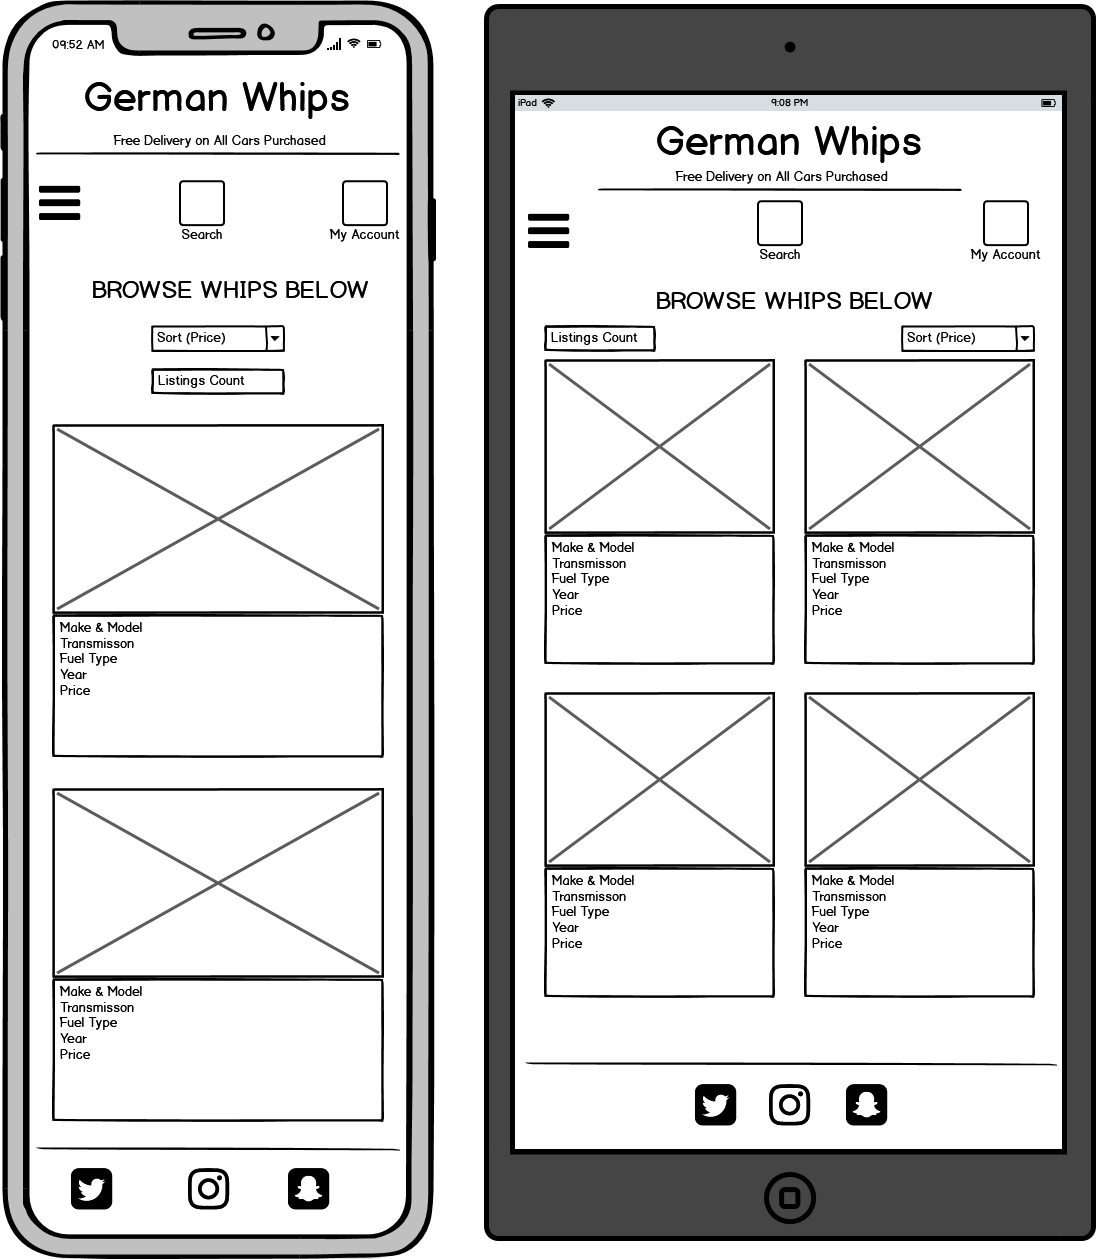 09:52 AM
German Whips
Free Delivery on All Cars Purchased
Search
My Account
BROWSE WHIPS BELOW
Sort (Price)
Listings Count
Make & Model
Transmisson
Fuel Type
Year
Price
Make & Model
Transmisson
Fuel Type
Year
Price
iPad
9:08 PM
German Whips
Free Delivery on All Cars Purchased
Search
My Account
BROWSE WHIPS BELOW
Listings Count
Sort (Price)
Make & Model
Transmisson
Fuel Type
Year
Price
Make & Model
Transmisson
Fuel Type
Year
Price
Make & Model
Transmisson
Fuel Type
Year
Price
Make & Model
Transmisson
Fuel Type
Year
Price